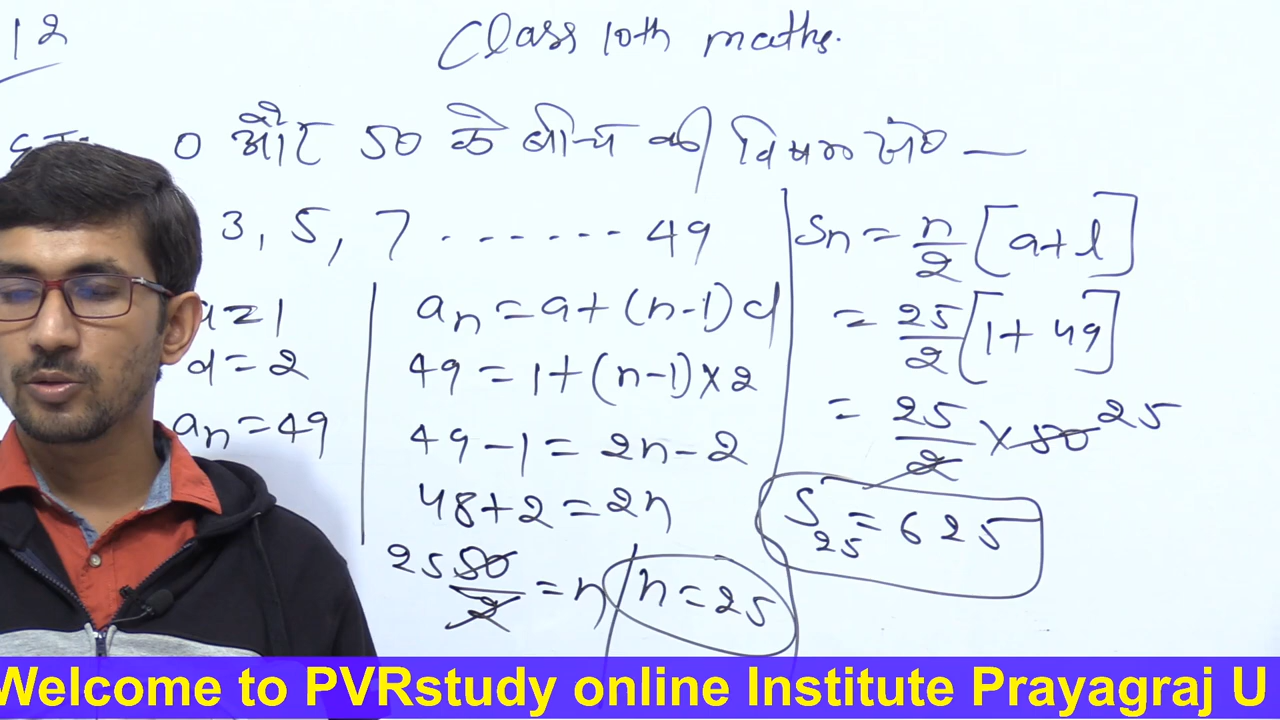 12
Class 10th maths.
0 और 50 के बीच की विषम सं० —
3, 5, 7 ....... 49
a=1
d=2
an=49
an = a+(n-1)d
49 = 1+(n-1)×2
49-1 = 2n-2
48+2 = 2n
25 50/2 = n
n=25
Sn = n/2 [a+l]
= 25/2 [1+49]
= 25/2 × 50 25
S25 = 625
Welcome to PVRstudy online Institute Prayagraj U